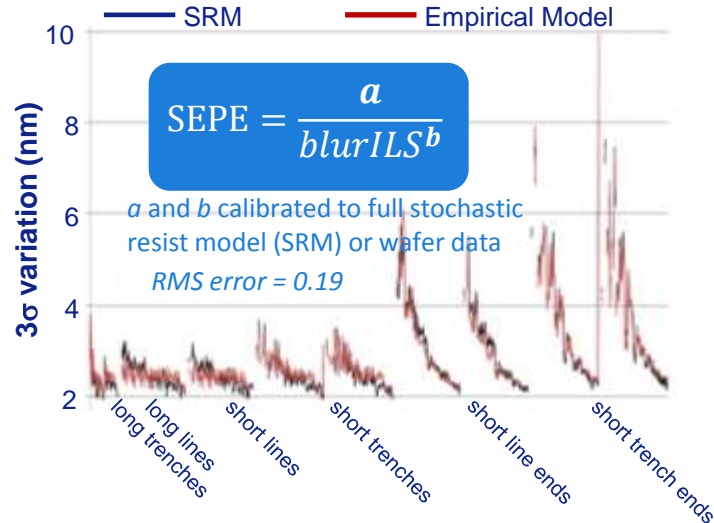 SRM Empirical Model
10
SEPE = a / blurILS^b
8
a and b calibrated to full stochastic
6
resist model (SRM) or wafer data
RMS error = 0.19
4
2
3σ variation (nm)
long trenches
long lines
short lines
short trenches
short line ends
short trench ends